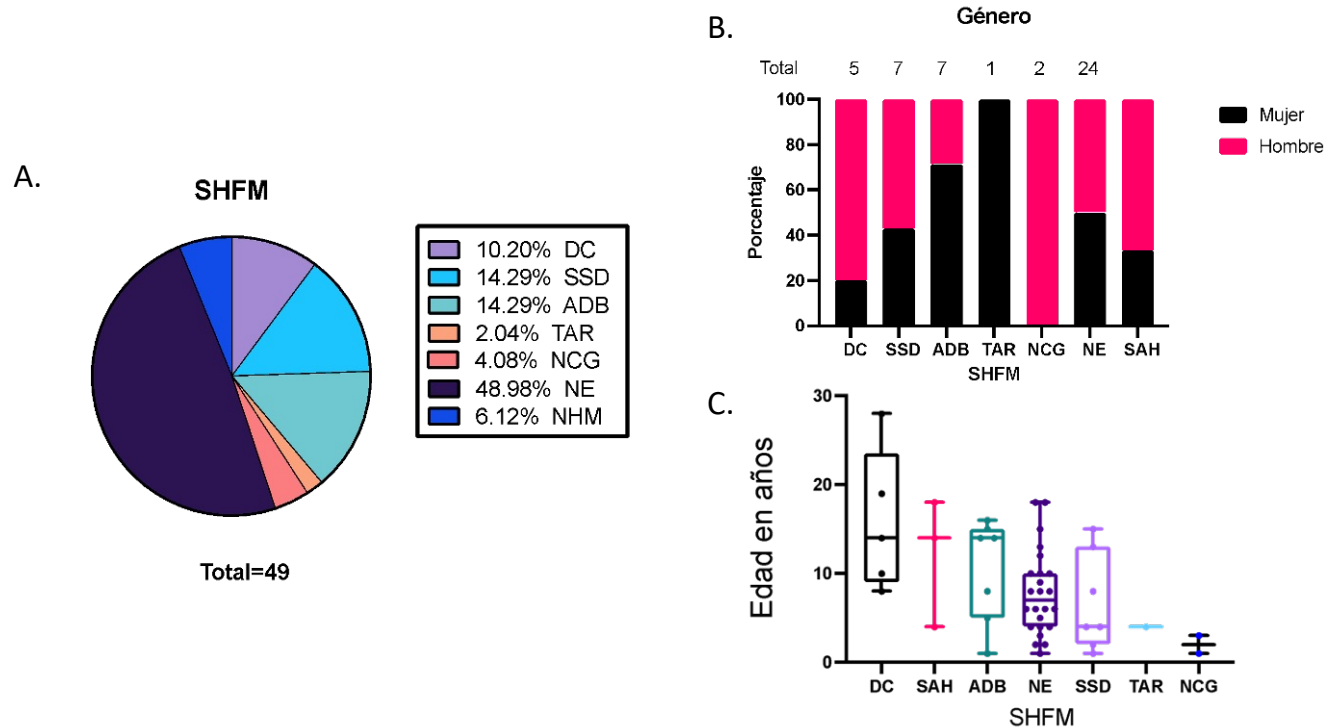 A.
SHFM
10.20% DC
14.29% SSD
14.29% ADB
2.04% TAR
4.08% NCG
48.98% NE
6.12% NHM
Total=49
B.
Género
Total 5 7 7 1 2 24
100
80
60
40
20
0
Porcentaje
DC SSD ADB TAR NCG NE SAH
SHFM
Mujer
Hombre
C.
30
20
10
0
Edad en años
DC SAH ADB NE SSD TAR NCG
SHFM